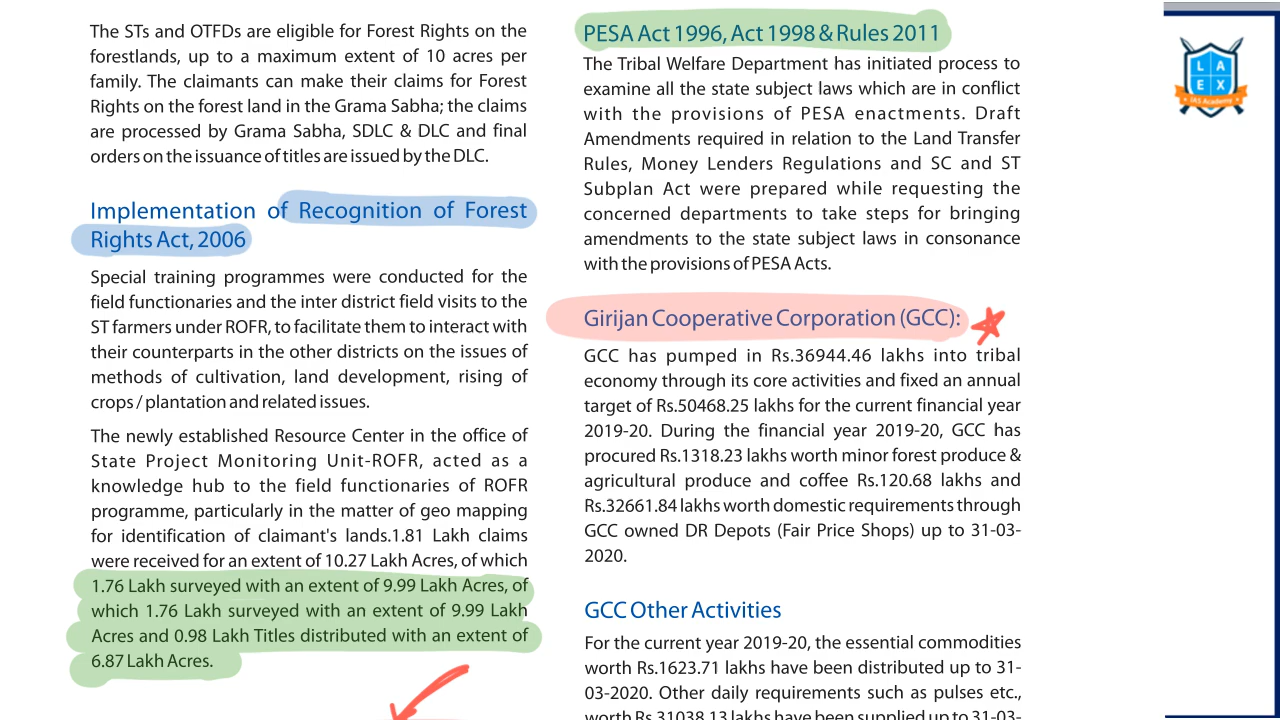 The STs and OTFDs are eligible for Forest Rights on the
forestlands, up to a maximum extent of 10 acres per
family. The claimants can make their claims for Forest
Rights on the forest land in the Grama Sabha; the claims
are processed by Grama Sabha, SDLC & DLC and final
orders on the issuance of titles are issued by the DLC.
Implementation of Recognition of Forest
Rights Act, 2006
Special training programmes were conducted for the
field functionaries and the inter district field visits to the
ST farmers under ROFR, to facilitate them to interact with
their counterparts in the other districts on the issues of
methods of cultivation, land development, rising of
crops / plantation and related issues.
The newly established Resource Center in the office of
State Project Monitoring Unit-ROFR, acted as a
knowledge hub to the field functionaries of ROFR
programme, particularly in the matter of geo mapping
for identification of claimant's lands.1.81 Lakh claims
were received for an extent of 10.27 Lakh Acres, of which
1.76 Lakh surveyed with an extent of 9.99 Lakh Acres, of
which 1.76 Lakh surveyed with an extent of 9.99 Lakh
Acres and 0.98 Lakh Titles distributed with an extent of
6.87 Lakh Acres.
PESA Act 1996, Act 1998 & Rules 2011
The Tribal Welfare Department has initiated process to
examine all the state subject laws which are in conflict
with the provisions of PESA enactments. Draft
Amendments required in relation to the Land Transfer
Rules, Money Lenders Regulations and SC and ST
Subplan Act were prepared while requesting the
concerned departments to take steps for bringing
amendments to the state subject laws in consonance
with the provisions of PESA Acts.
Girijan Cooperative Corporation (GCC):
GCC has pumped in Rs.36944.46 lakhs into tribal
economy through its core activities and fixed an annual
target of Rs.50468.25 lakhs for the current financial year
2019-20. During the financial year 2019-20, GCC has
procured Rs.1318.23 lakhs worth minor forest produce &
agricultural produce and coffee Rs.120.68 lakhs and
Rs.32661.84 lakhs worth domestic requirements through
GCC owned DR Depots (Fair Price Shops) up to 31-03-
2020.
GCC Other Activities
For the current year 2019-20, the essential commodities
worth Rs.1623.71 lakhs have been distributed up to 31-
03-2020. Other daily requirements such as pulses etc.,
worth Rs.31038.13 lakhs have been supplied up to 31-03-
L A
E X
IAS Academy